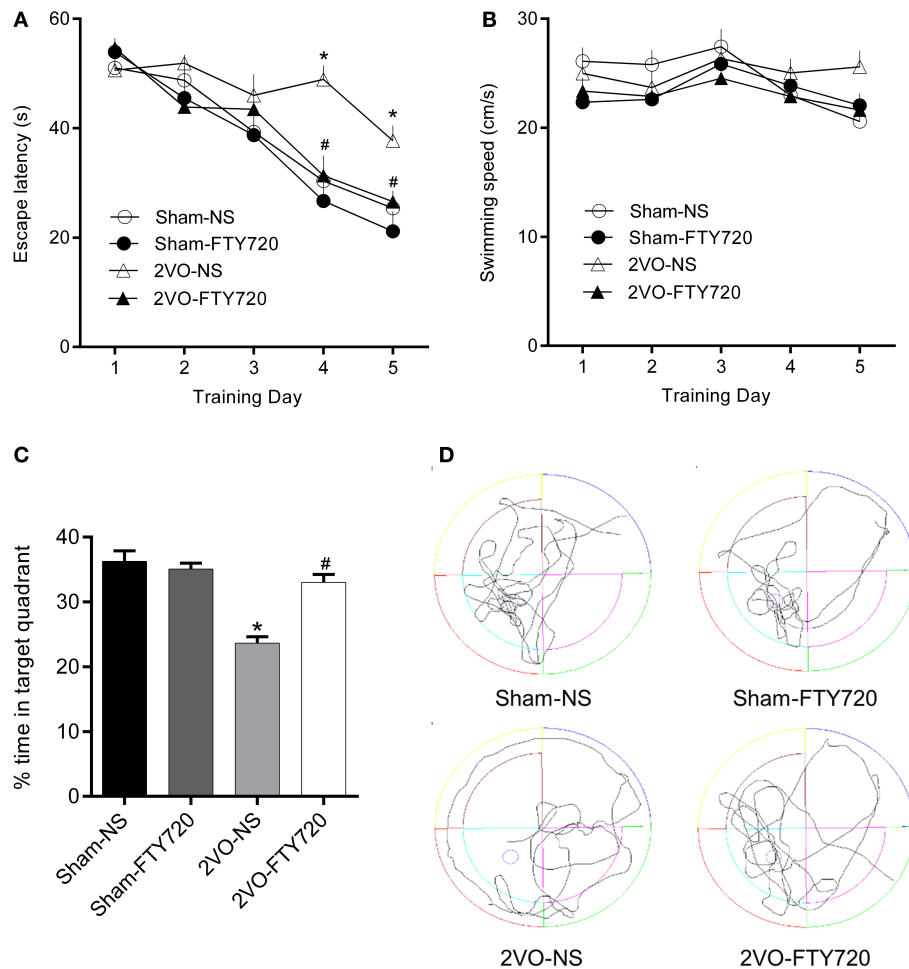 A
Escape latency (s)
60
40
20
0
*
*
#
#
Sham-NS
Sham-FTY720
2VO-NS
2VO-FTY720
1 2 3 4 5
Training Day
B
Swimming speed (cm/s)
30
20
10
0
Sham-NS
Sham-FTY720
2VO-NS
2VO-FTY720
1 2 3 4 5
Training Day
C
% time in target quadrant
40
30
20
10
0
*
#
Sham-NS
Sham-FTY720
2VO-NS
2VO-FTY720
D
Sham-NS
Sham-FTY720
2VO-NS
2VO-FTY720